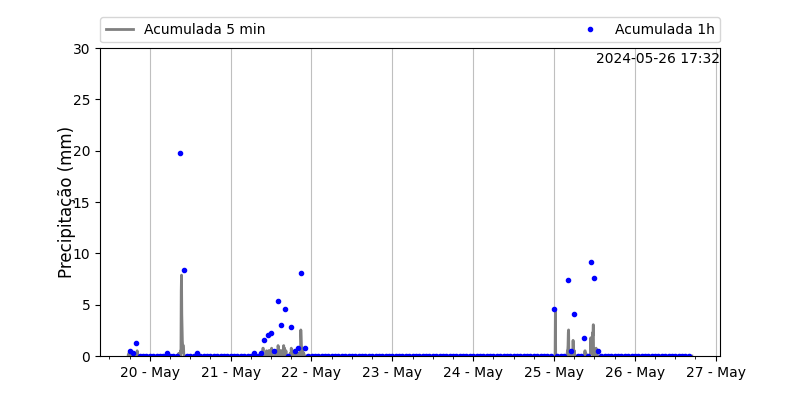 Acumulada 5 min
Acumulada 1h
2024-05-26 17:32
Precipitação (mm)
30
25
20
15
10
5
0
20 - May
21 - May
22 - May
23 - May
24 - May
25 - May
26 - May
27 - May